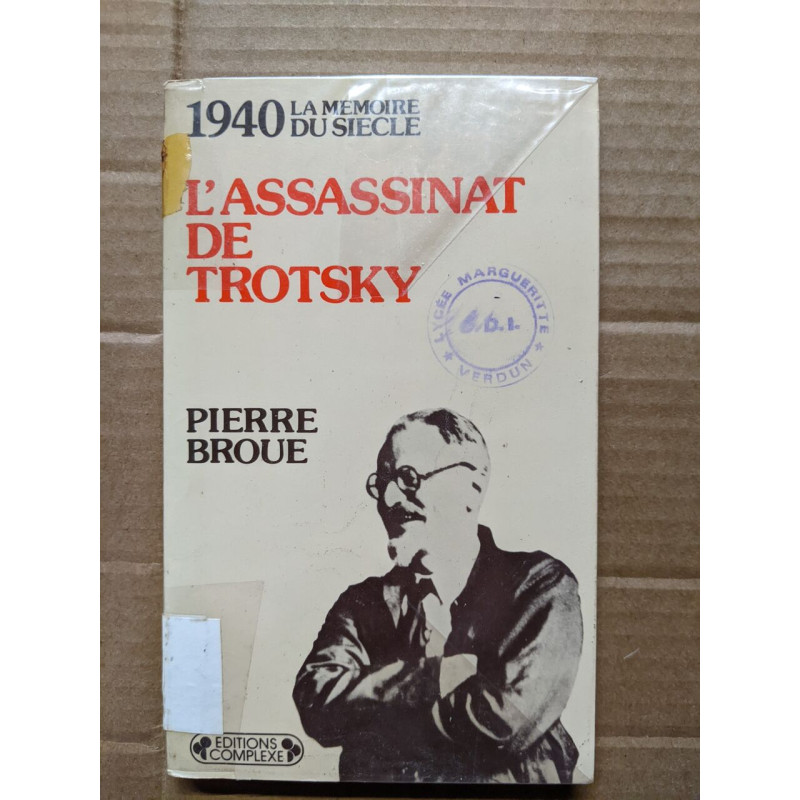 1940 LA MEMOIRE
DU SIECLE
L'ASSASSINAT
DE
TROTSKY
LYCÉE MARGUERITTE
★ VERDUN ★
PIERRE
BROUE
EDITIONS
COMPLEXE